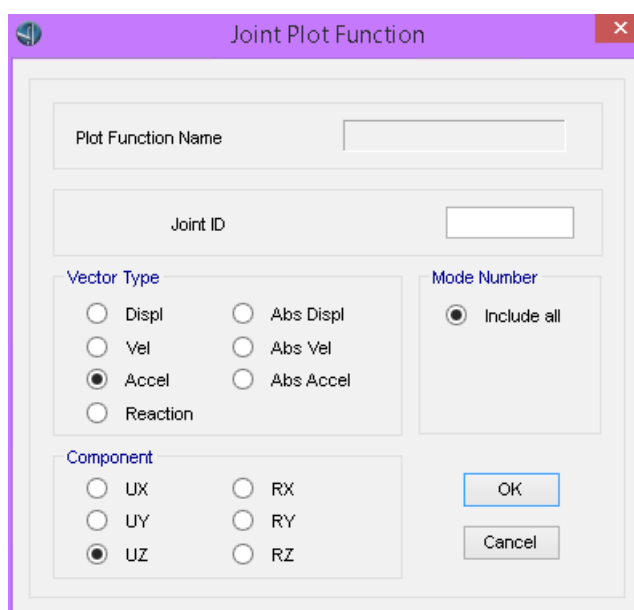 Joint Plot Function
Plot Function Name
Joint ID
Vector Type
Displ
Abs Displ
Vel
Abs Vel
Accel
Abs Accel
Reaction
Mode Number
Include all
Component
UX
RX
UY
RY
UZ
RZ
OK
Cancel